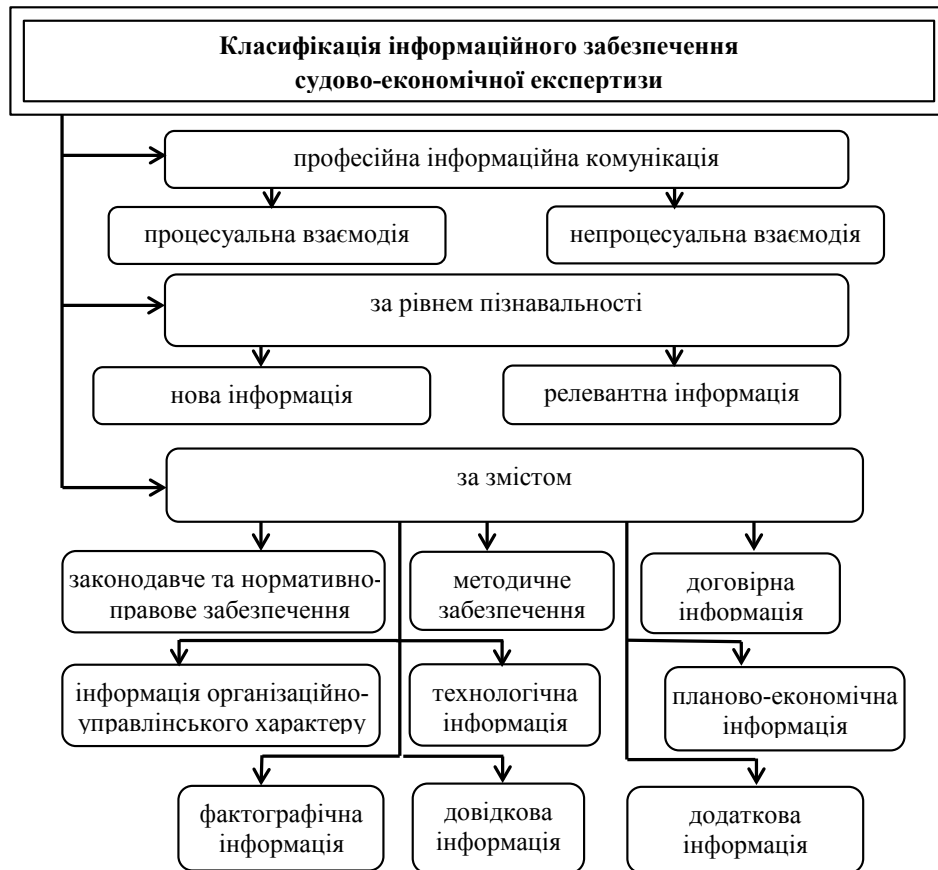 Класифікація інформаційного забезпечення
судово-економічної експертизи
професійна інформаційна комунікація
процесуальна взаємодія
непроцесуальна взаємодія
за рівнем пізнавальності
нова інформація
релевантна інформація
за змістом
законодавче та нормативно-
правове забезпечення
методичне
забезпечення
договірна
інформація
інформація організаційно-
управлінського характеру
технологічна
інформація
планово-економічна
інформація
фактографічна
інформація
довідкова
інформація
додаткова
інформація